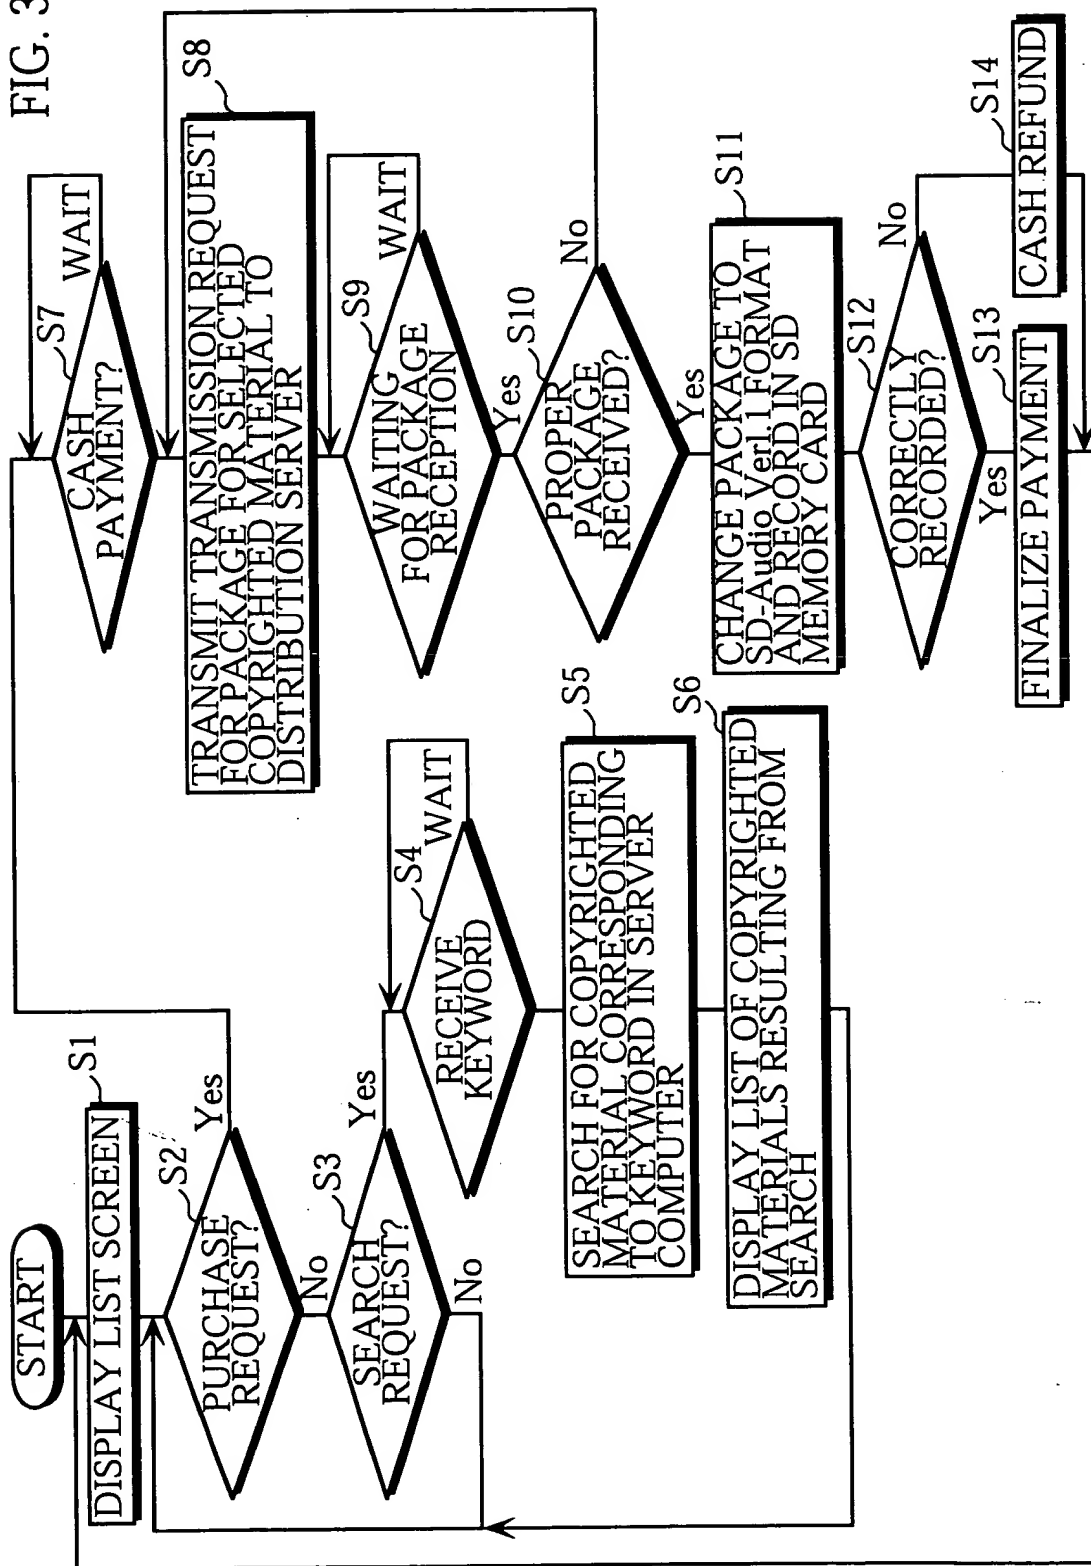 FIG. 3
START
DISPLAY LIST SCREEN
S1
PURCHASE
REQUEST?
S2
Yes
No
SEARCH
REQUEST?
S3
Yes
No
RECEIVE
KEYWORD
S4
WAIT
SEARCH FOR COPYRIGHTED
MATERIAL CORRESPONDING
TO KEYWORD IN SERVER
COMPUTER
S5
DISPLAY LIST OF COPYRIGHTED
MATERIALS RESULTING FROM
SEARCH
S6
CASH
PAYMENT?
S7
WAIT
TRANSMIT TRANSMISSION REQUEST
FOR PACKAGE FOR SELECTED
COPYRIGHTED MATERIAL TO
DISTRIBUTION SERVER
S8
WAITING
FOR PACKAGE
RECEPTION
S9
WAIT
Yes
PROPER
PACKAGE
RECEIVED?
S10
No
Yes
CHANGE PACKAGE TO
SD-Audio Ver1.1 FORMAT
AND RECORD IN SD
MEMORY CARD
S11
CORRECTLY
RECORDED?
S12
No
Yes
FINALIZE PAYMENT
S13
CASH REFUND
S14